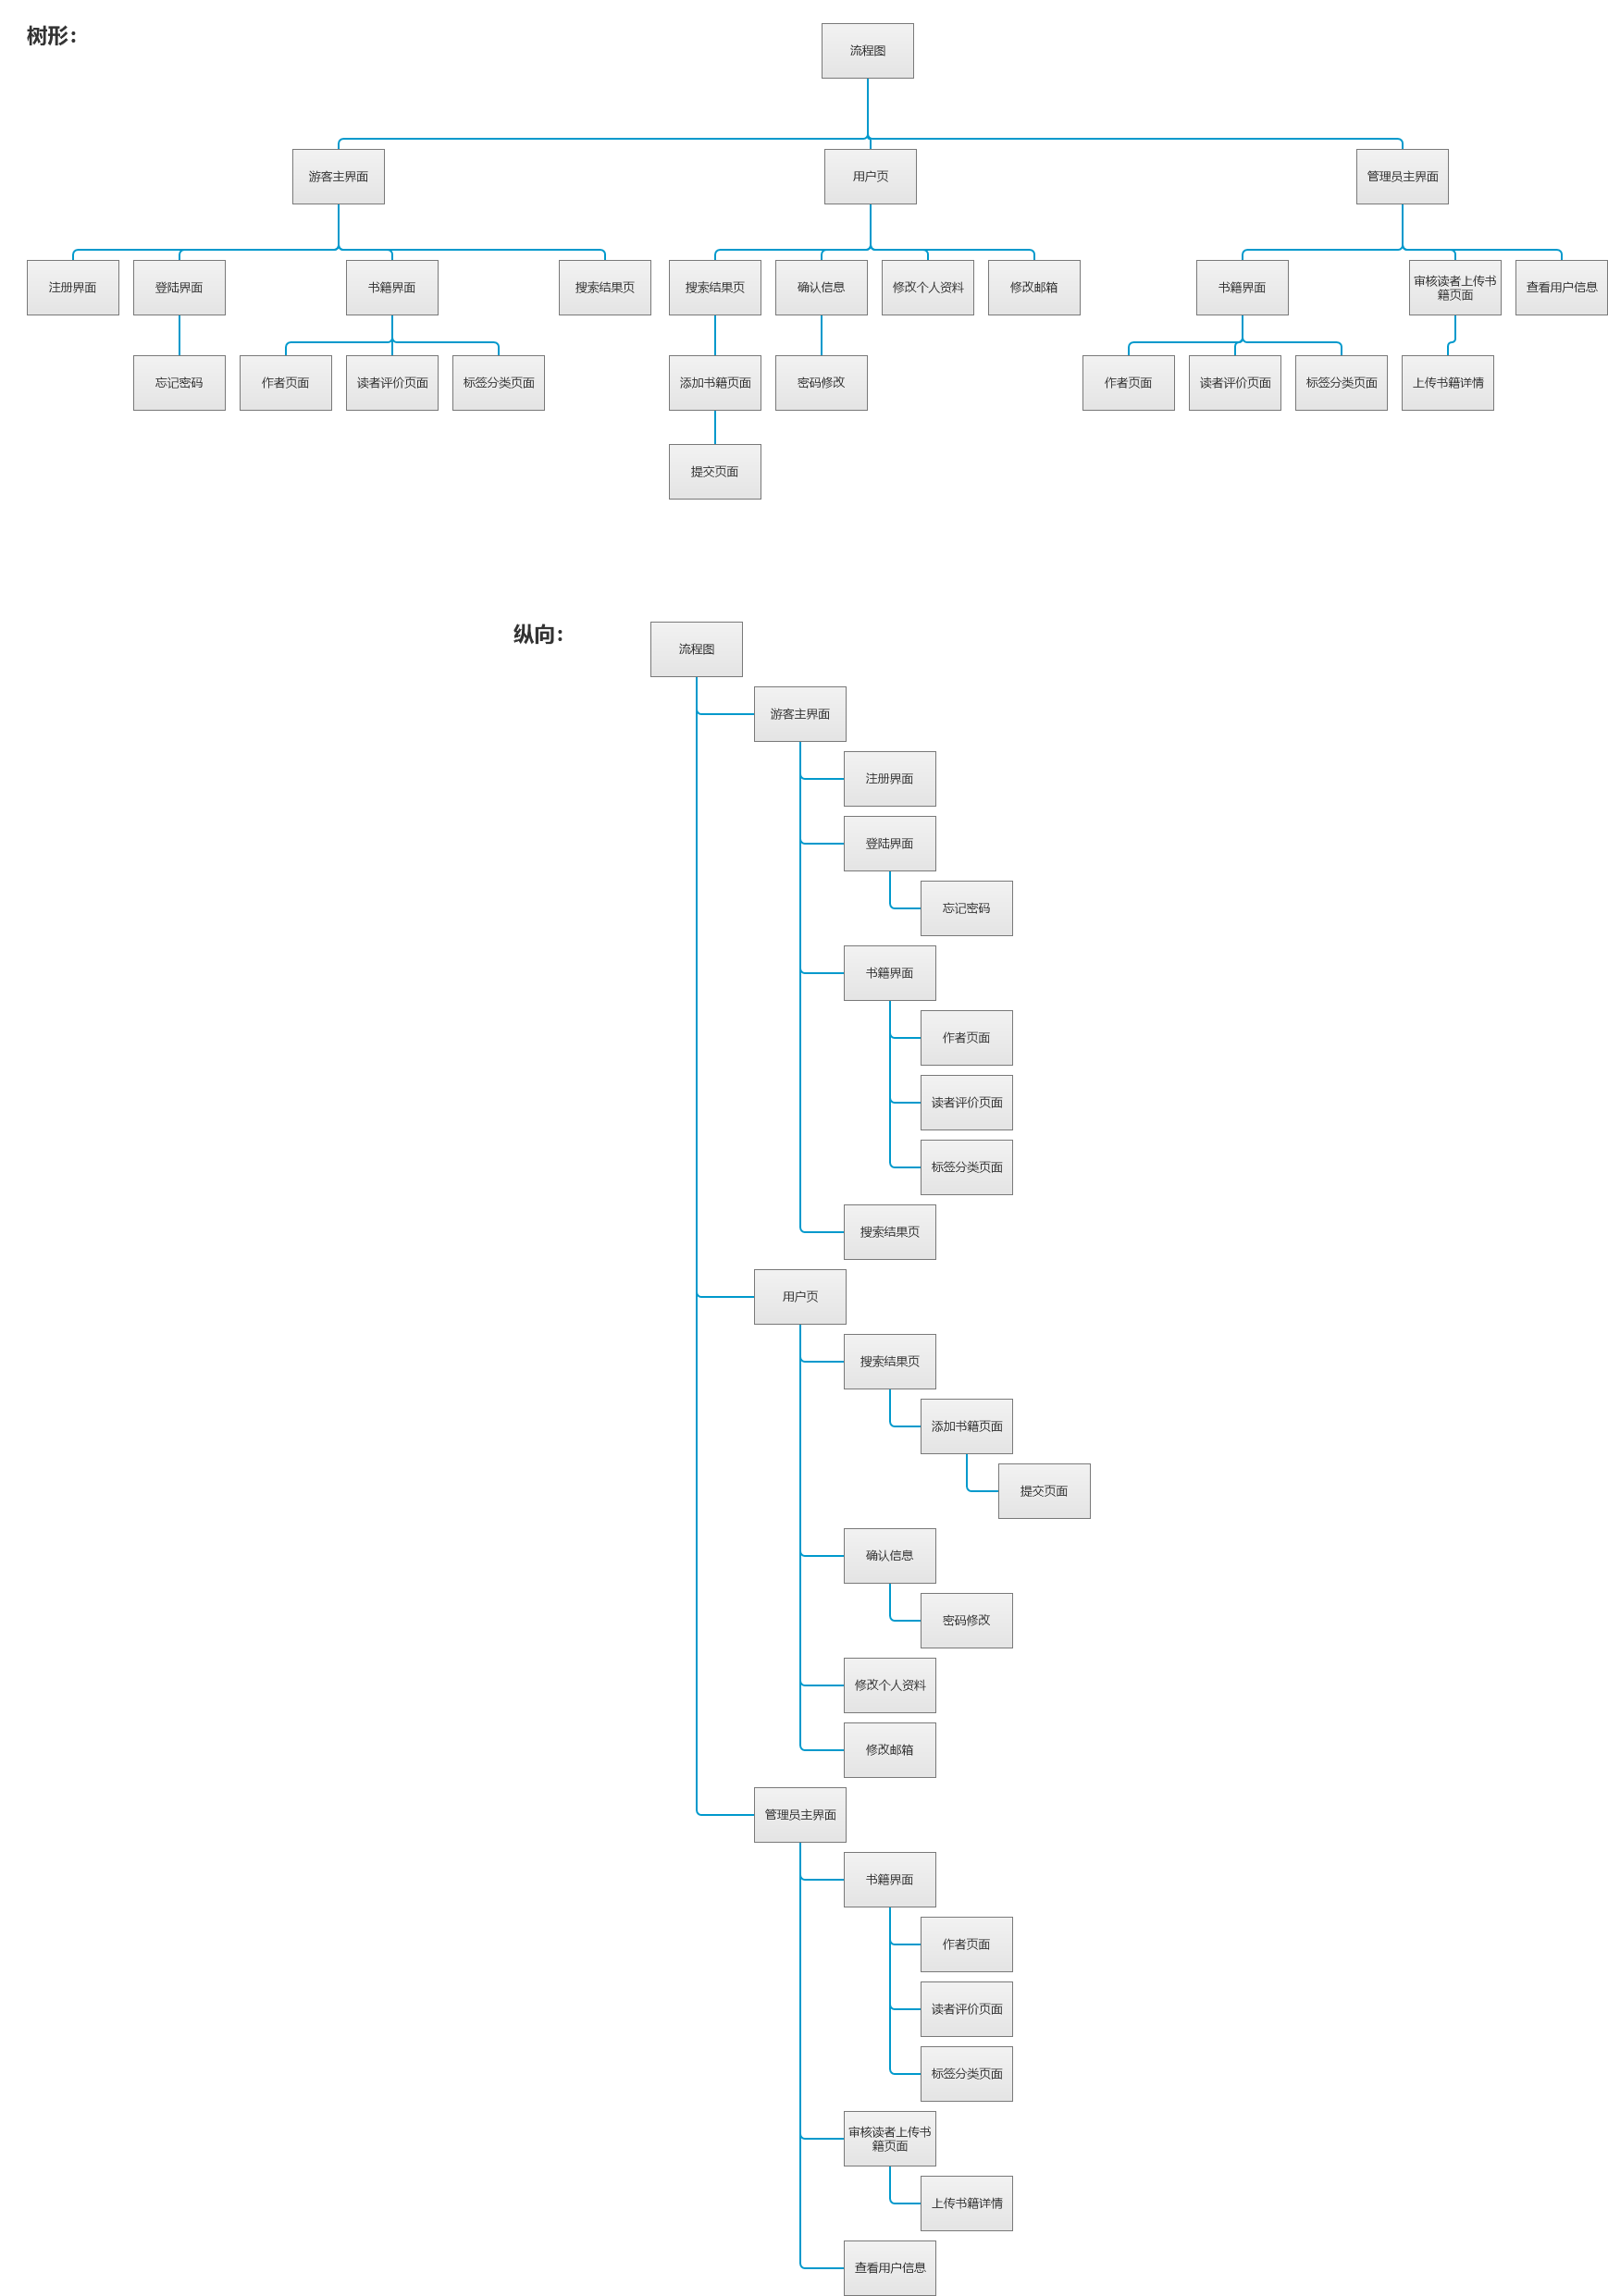 树形:
流程图
游客主界面
用户页
管理员主界面
注册界面
登陆界面
书籍界面
搜索结果页
搜索结果页
确认信息
修改个人资料
修改邮箱
书籍界面
审核读者上传书
籍页面
查看用户信息
忘记密码
作者页面
读者评价页面
标签分类页面
添加书籍页面
密码修改
作者页面
读者评价页面
标签分类页面
上传书籍详情
提交页面
纵向:
流程图
游客主界面
注册界面
登陆界面
忘记密码
书籍界面
作者页面
读者评价页面
标签分类页面
搜索结果页
用户页
搜索结果页
添加书籍页面
提交页面
确认信息
密码修改
修改个人资料
修改邮箱
管理员主界面
书籍界面
作者页面
读者评价页面
标签分类页面
审核读者上传书
籍页面
上传书籍详情
查看用户信息